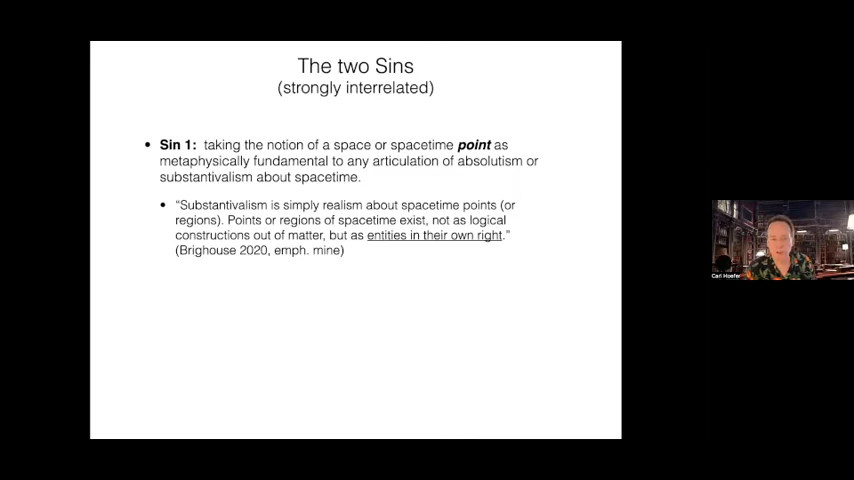 The two Sins
(strongly interrelated)
• Sin 1: taking the notion of a space or spacetime point as
metaphysically fundamental to any articulation of absolutism or
substantivalism about spacetime.
• “Substantivalism is simply realism about spacetime points (or
regions). Points or regions of spacetime exist, not as logical
constructions out of matter, but as entities in their own right.”
(Brighouse 2020, emph. mine)
Carl Hoefer